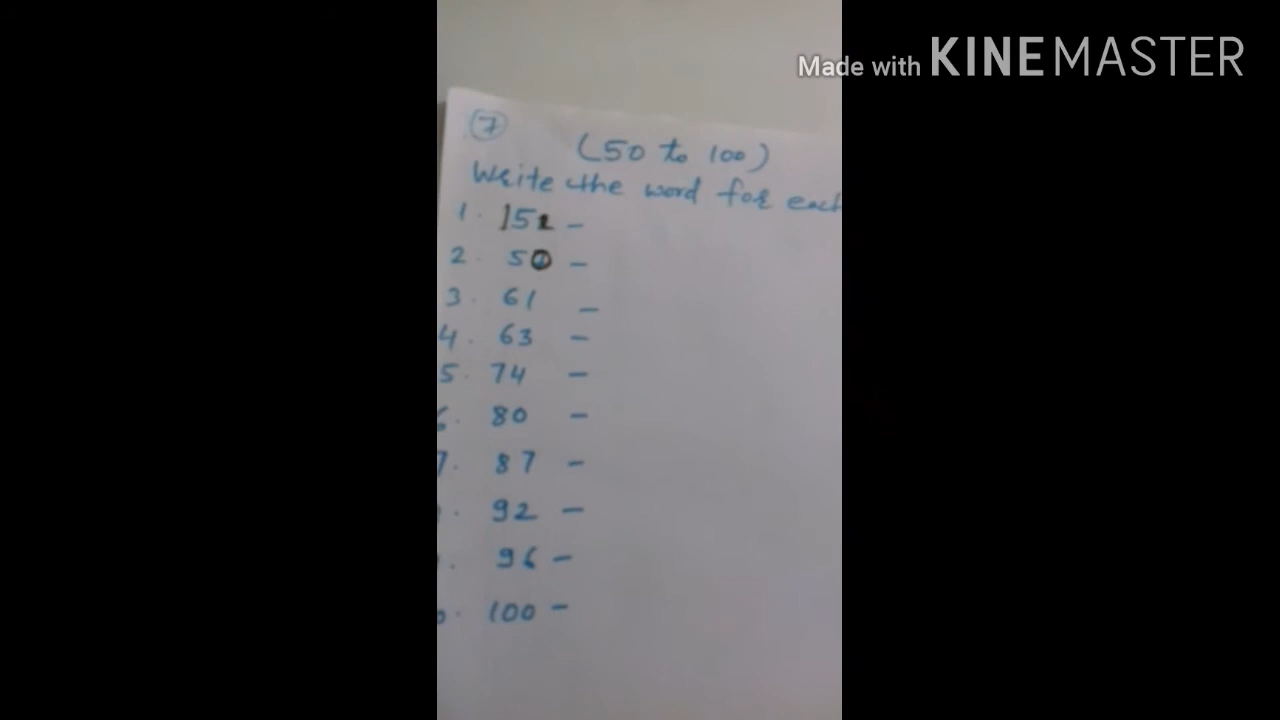 Made with KINEMASTER
7
(50 to 100)
Write the word for each
1. 152 -
2. 50 -
3. 61 -
4. 63 -
5. 74 -
6. 80 -
7. 87 -
. 92 -
. 96 -
0. 100 -